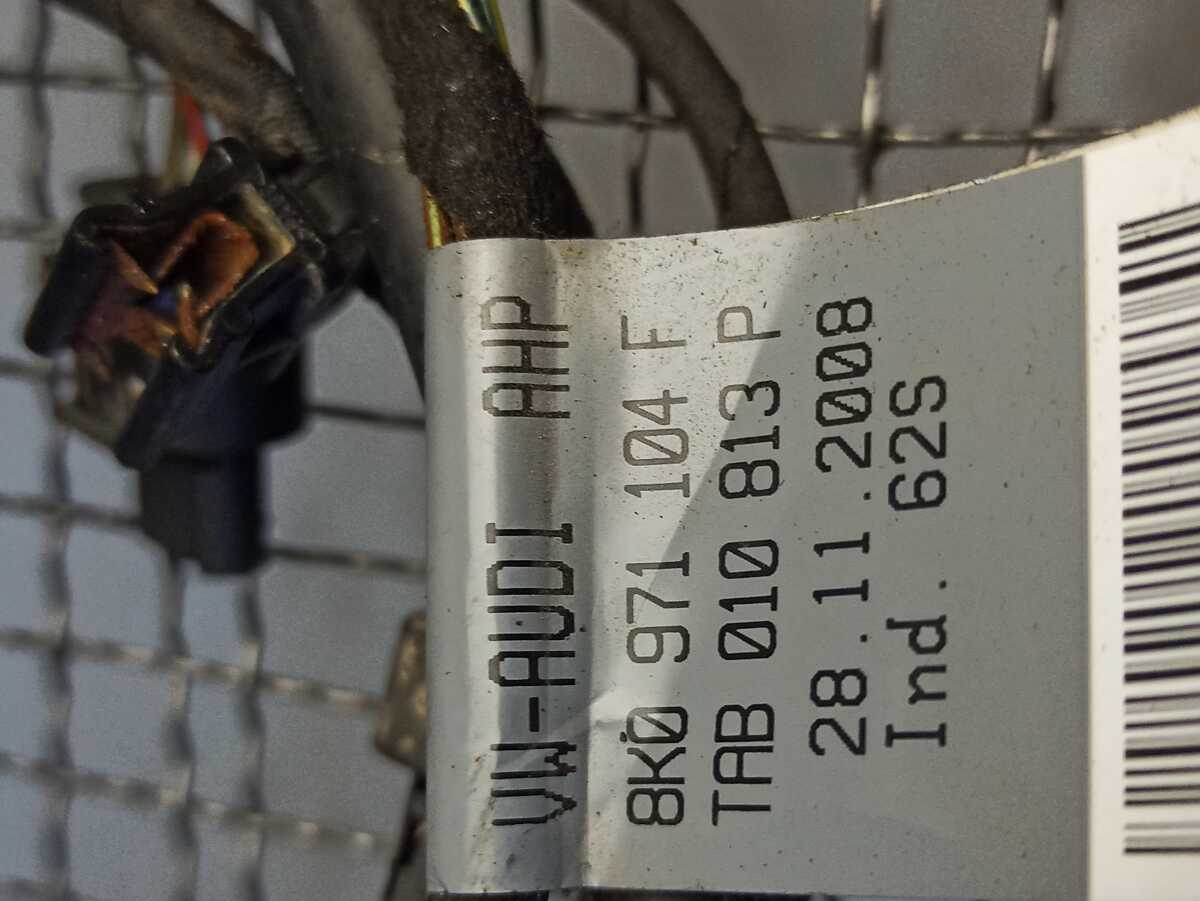 VW-AUDI AHP
8K0 971 104 F
TAB 010 813 P
28.11.2008
Ind. 62S